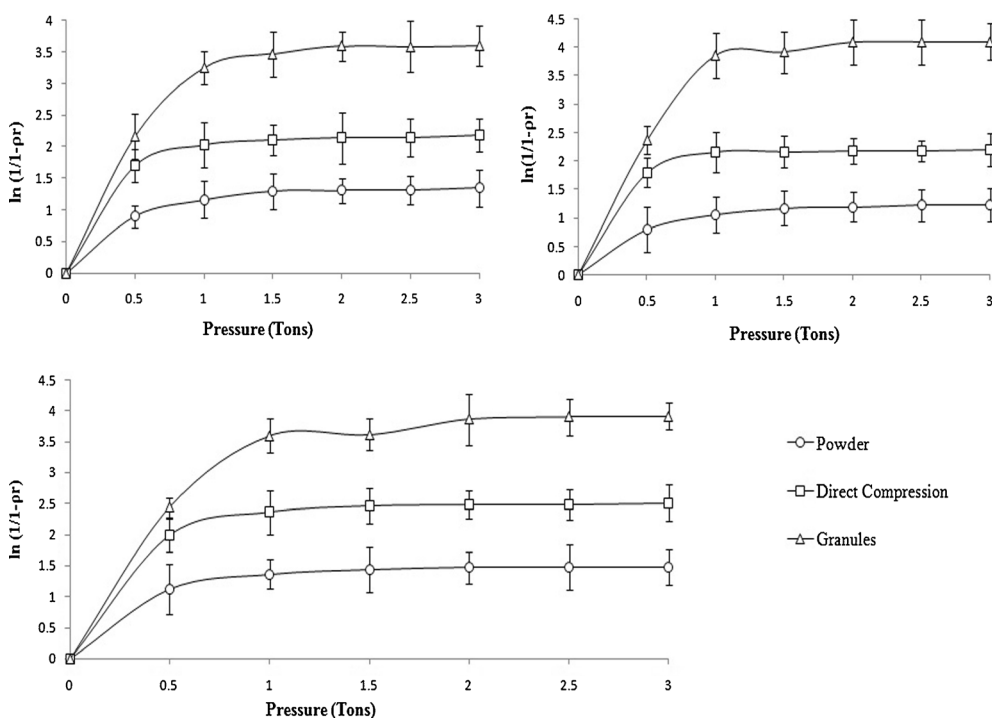 ln (1/1-ρr)
4
3.5
3
2.5
2
1.5
1
0.5
0
0 0.5 1 1.5 2 2.5 3
Pressure (Tons)
ln(1/1-ρr)
4.5
4
3.5
3
2.5
2
1.5
1
0.5
0
0 0.5 1 1.5 2 2.5 3
Pressure (Tons)
ln (1/1-ρr)
4.5
4
3.5
3
2.5
2
1.5
1
0.5
0
0 0.5 1 1.5 2 2.5 3
Pressure (Tons)
Powder
Direct Compression
Granules